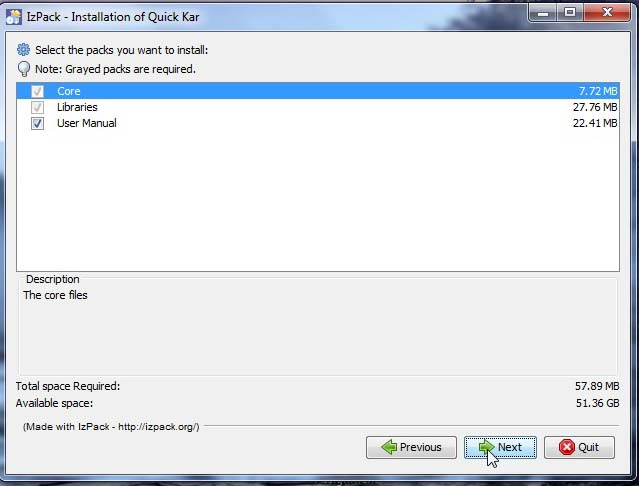 IzPack - Installation of Quick Kar
Select the packs you want to install:
Note: Grayed packs are required.
Core 7.72 MB
Libraries 27.76 MB
User Manual 22.41 MB
Description
The core files
Total space Required: 57.89 MB
Available space: 51.36 GB
(Made with IzPack - http://izpack.org/)
Previous Next Quit